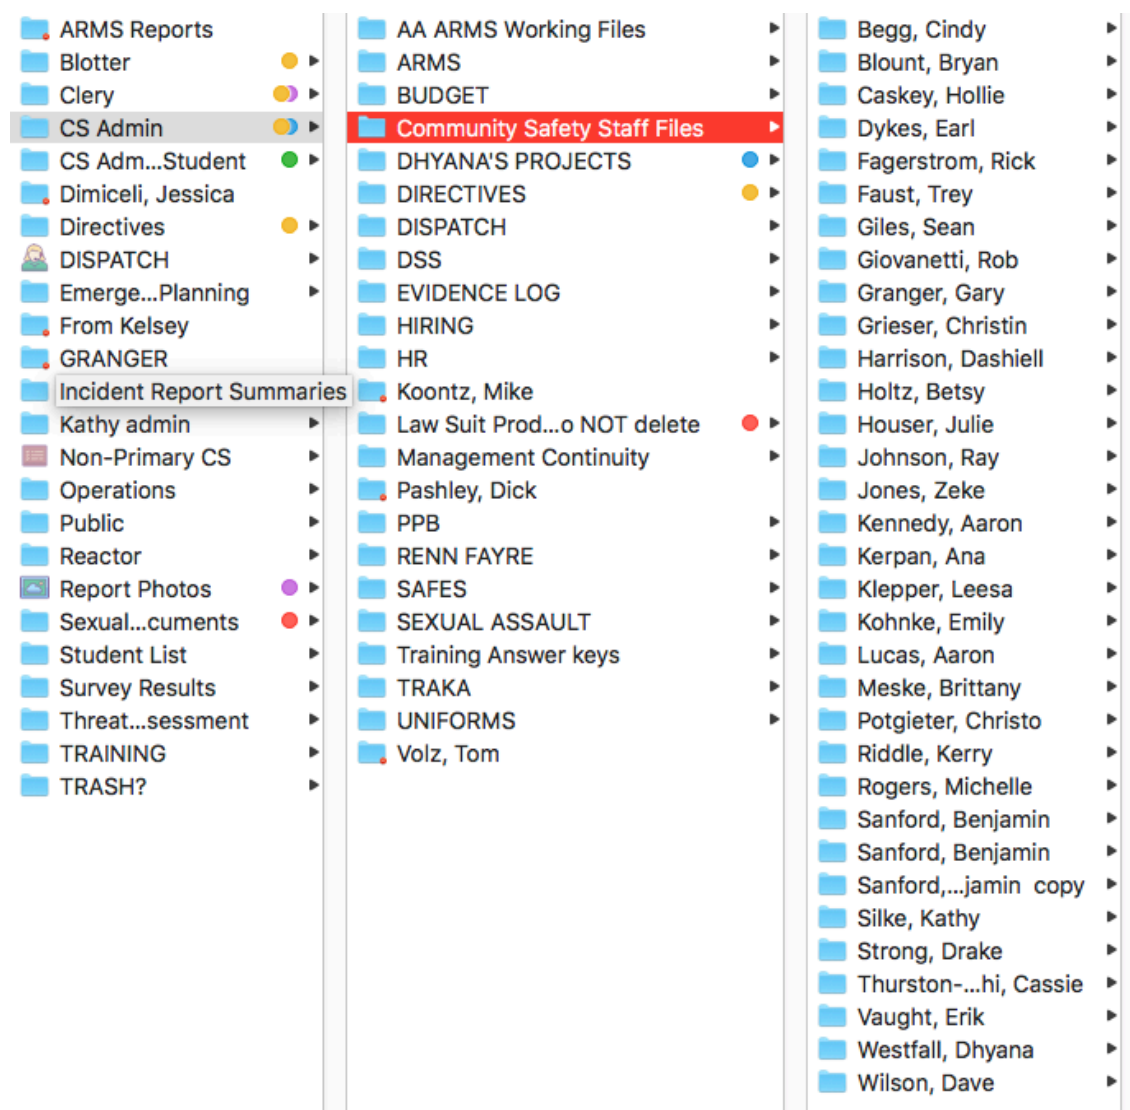 ARMS Reports
Blotter
Clery
CS Admin
CS Adm...Student
Dimiceli, Jessica
Directives
DISPATCH
Emerge...Planning
From Kelsey
GRANGER
Incident Report Summaries
Kathy admin
Non-Primary CS
Operations
Public
Reactor
Report Photos
Sexual...cuments
Student List
Survey Results
Threat...sessment
TRAINING
TRASH?
AA ARMS Working Files
ARMS
BUDGET
Community Safety Staff Files
DHYANA'S PROJECTS
DIRECTIVES
DISPATCH
DSS
EVIDENCE LOG
HIRING
HR
Koontz, Mike
Law Suit Prod...o NOT delete
Management Continuity
Pashley, Dick
PPB
RENN FAYRE
SAFES
SEXUAL ASSAULT
Training Answer keys
TRAKA
UNIFORMS
Volz, Tom
Begg, Cindy
Blount, Bryan
Caskey, Hollie
Dykes, Earl
Fagerstrom, Rick
Faust, Trey
Giles, Sean
Giovanetti, Rob
Granger, Gary
Grieser, Christin
Harrison, Dashiell
Holtz, Betsy
Houser, Julie
Johnson, Ray
Jones, Zeke
Kennedy, Aaron
Kerpan, Ana
Klepper, Leesa
Kohnke, Emily
Lucas, Aaron
Meske, Brittany
Potgieter, Christo
Riddle, Kerry
Rogers, Michelle
Sanford, Benjamin
Sanford, Benjamin
Sanford,...jamin  copy
Silke, Kathy
Strong, Drake
Thurston-...hi, Cassie
Vaught, Erik
Westfall, Dhyana
Wilson, Dave